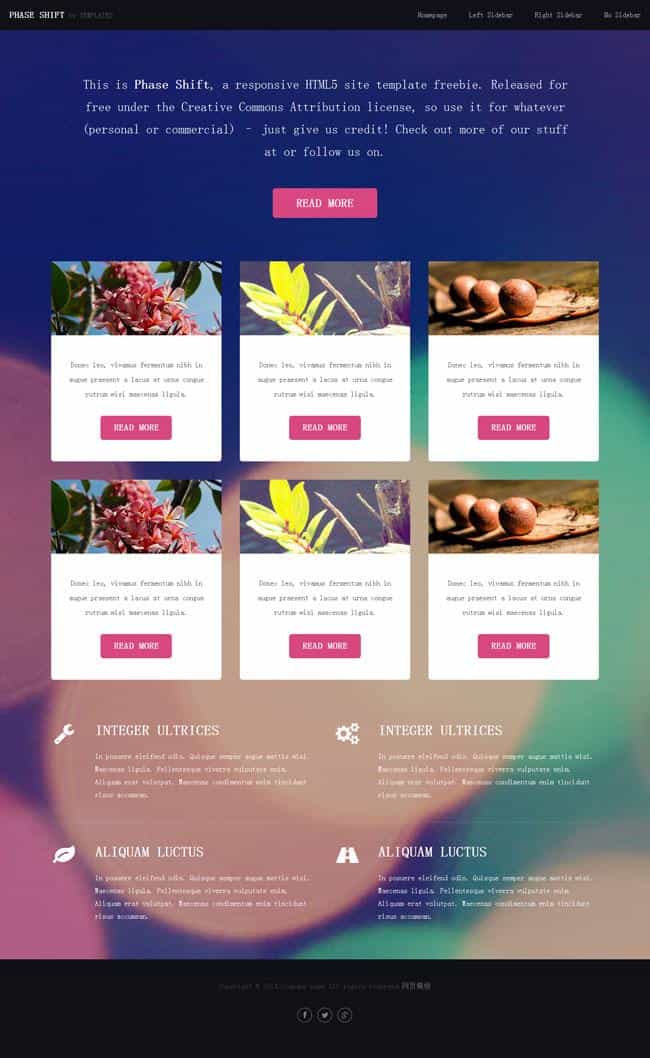 PHASE SHIFT by TEMPLATED
Homepage Left Sidebar Right Sidebar No Sidebar
This is Phase Shift, a responsive HTML5 site template freebie. Released for
free under the Creative Commons Attribution license, so use it for whatever
(personal or commercial) – just give us credit! Check out more of our stuff
at or follow us on.
READ MORE
Donec leo, vivamus fermentum nibh in
augue praesent a lacus at urna congue
rutrum wisi maecenas ligula.
READ MORE
Donec leo, vivamus fermentum nibh in
augue praesent a lacus at urna congue
rutrum wisi maecenas ligula.
READ MORE
Donec leo, vivamus fermentum nibh in
augue praesent a lacus at urna congue
rutrum wisi maecenas ligula.
READ MORE
Donec leo, vivamus fermentum nibh in
augue praesent a lacus at urna congue
rutrum wisi maecenas ligula.
READ MORE
Donec leo, vivamus fermentum nibh in
augue praesent a lacus at urna congue
rutrum wisi maecenas ligula.
READ MORE
Donec leo, vivamus fermentum nibh in
augue praesent a lacus at urna congue
rutrum wisi maecenas ligula.
READ MORE
INTEGER ULTRICES
In posuere eleifend odio. Quisque semper augue mattis wisi.
Maecenas ligula. Pellentesque viverra vulputate enim.
Aliquam erat volutpat. Maecenas condimentum enim tincidunt
risus accumsan.
INTEGER ULTRICES
In posuere eleifend odio. Quisque semper augue mattis wisi.
Maecenas ligula. Pellentesque viverra vulputate enim.
Aliquam erat volutpat. Maecenas condimentum enim tincidunt
risus accumsan.
ALIQUAM LUCTUS
In posuere eleifend odio. Quisque semper augue mattis wisi.
Maecenas ligula. Pellentesque viverra vulputate enim.
Aliquam erat volutpat. Maecenas condimentum enim tincidunt
risus accumsan.
ALIQUAM LUCTUS
In posuere eleifend odio. Quisque semper augue mattis wisi.
Maecenas ligula. Pellentesque viverra vulputate enim.
Aliquam erat volutpat. Maecenas condimentum enim tincidunt
risus accumsan.
Copyright © name All rights reserved 网页模板